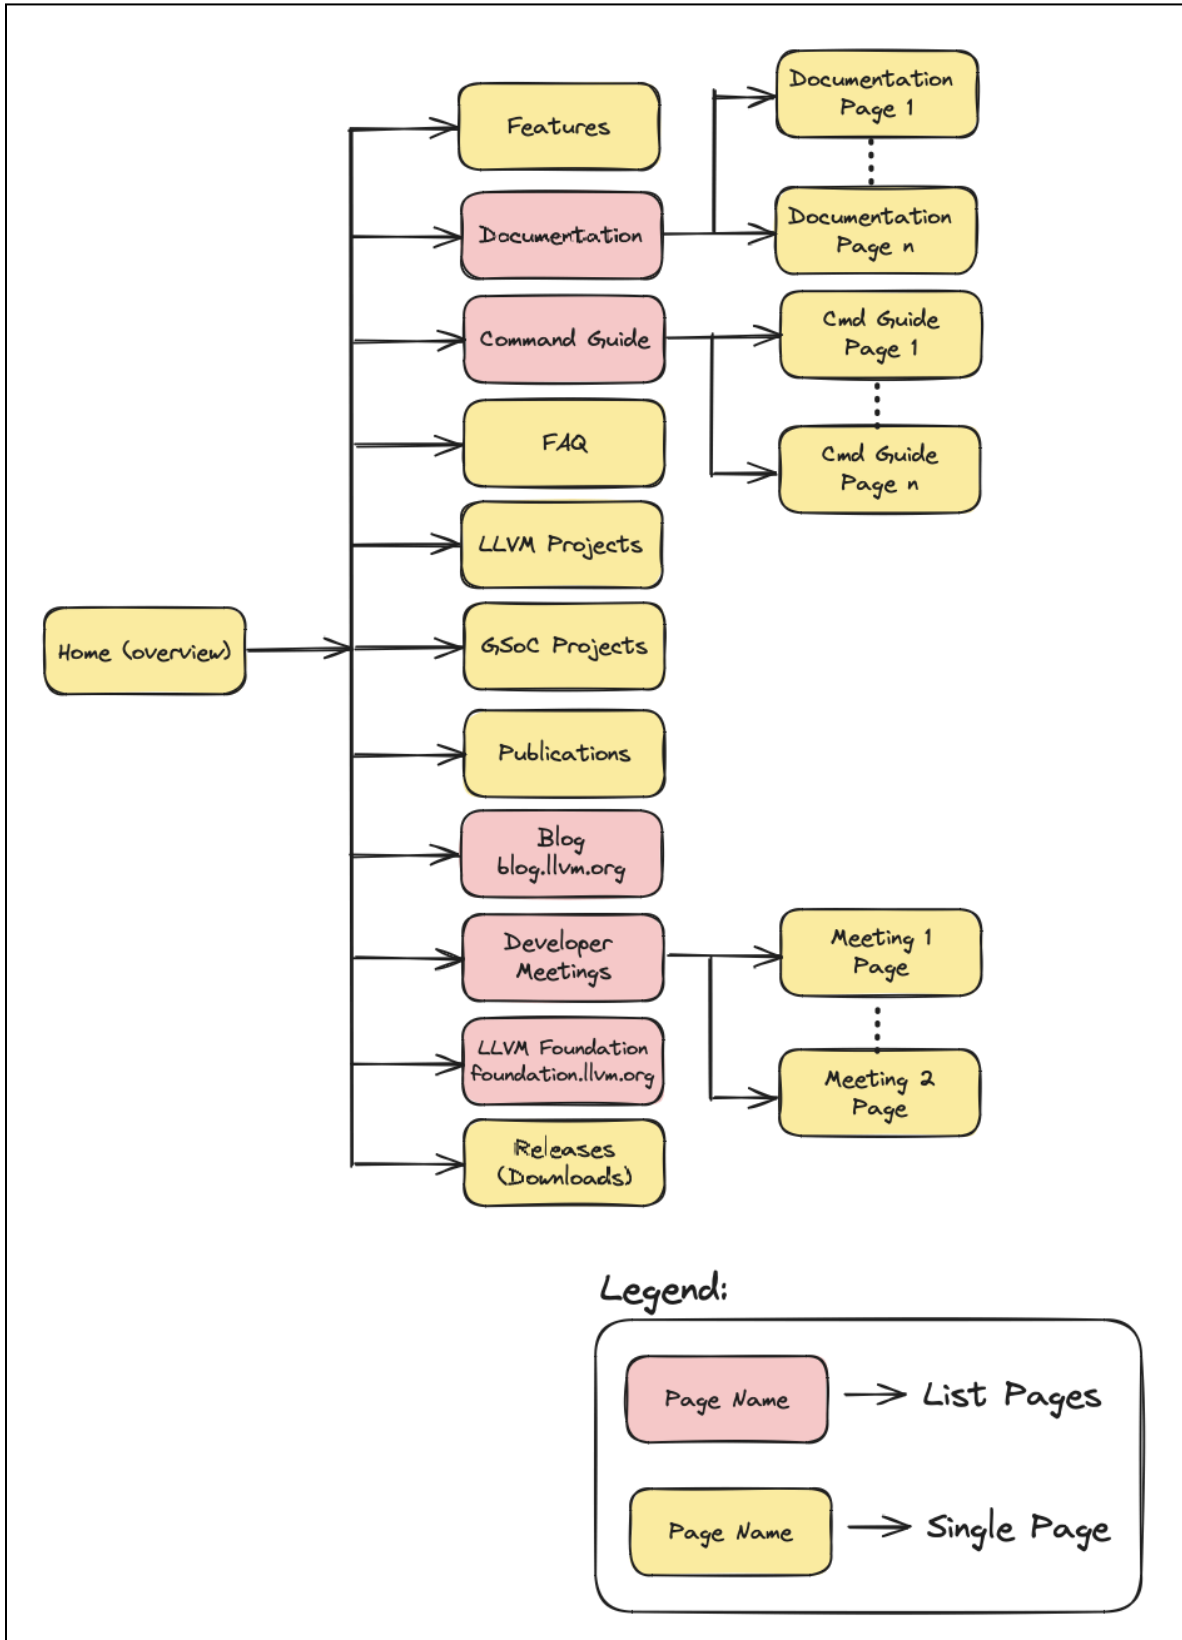 Documentation
Page 1
Features
Documentation
Documentation
Page n
Command Guide
Cmd Guide
Page 1
FAQ
Cmd Guide
Page n
LLVM Projects
Home (overview)
GSoC Projects
Publications
Blog
blog.llvm.org
Developer
Meetings
Meeting 1
Page
LLVM Foundation
foundation.llvm.org
Meeting 2
Page
Releases
(Downloads)
Legend:
Page Name
List Pages
Page Name
Single Page